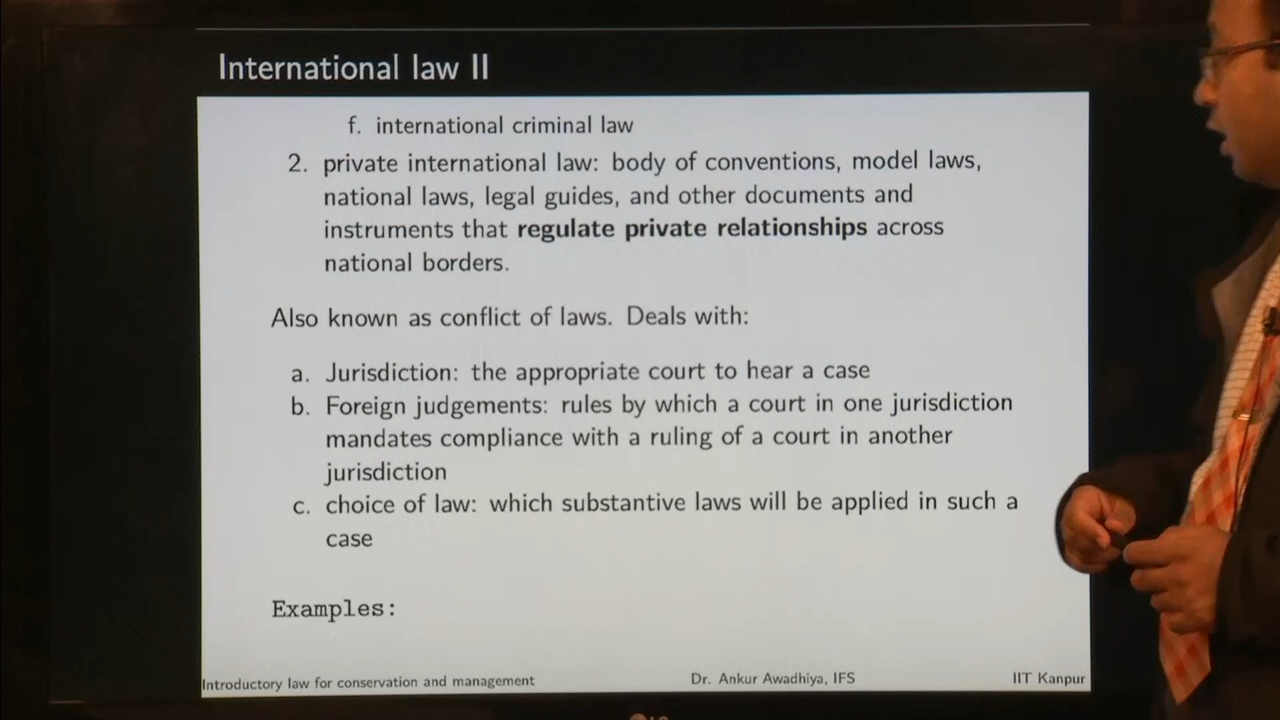 International law II
f. international criminal law
2. private international law: body of conventions, model laws,
national laws, legal guides, and other documents and
instruments that regulate private relationships across
national borders.
Also known as conflict of laws. Deals with:
a. Jurisdiction: the appropriate court to hear a case
b. Foreign judgements: rules by which a court in one jurisdiction
mandates compliance with a ruling of a court in another
jurisdiction
c. choice of law: which substantive laws will be applied in such a
case
Examples:
Introductory law for conservation and management Dr. Ankur Awadhiya, IFS IIT Kanpur